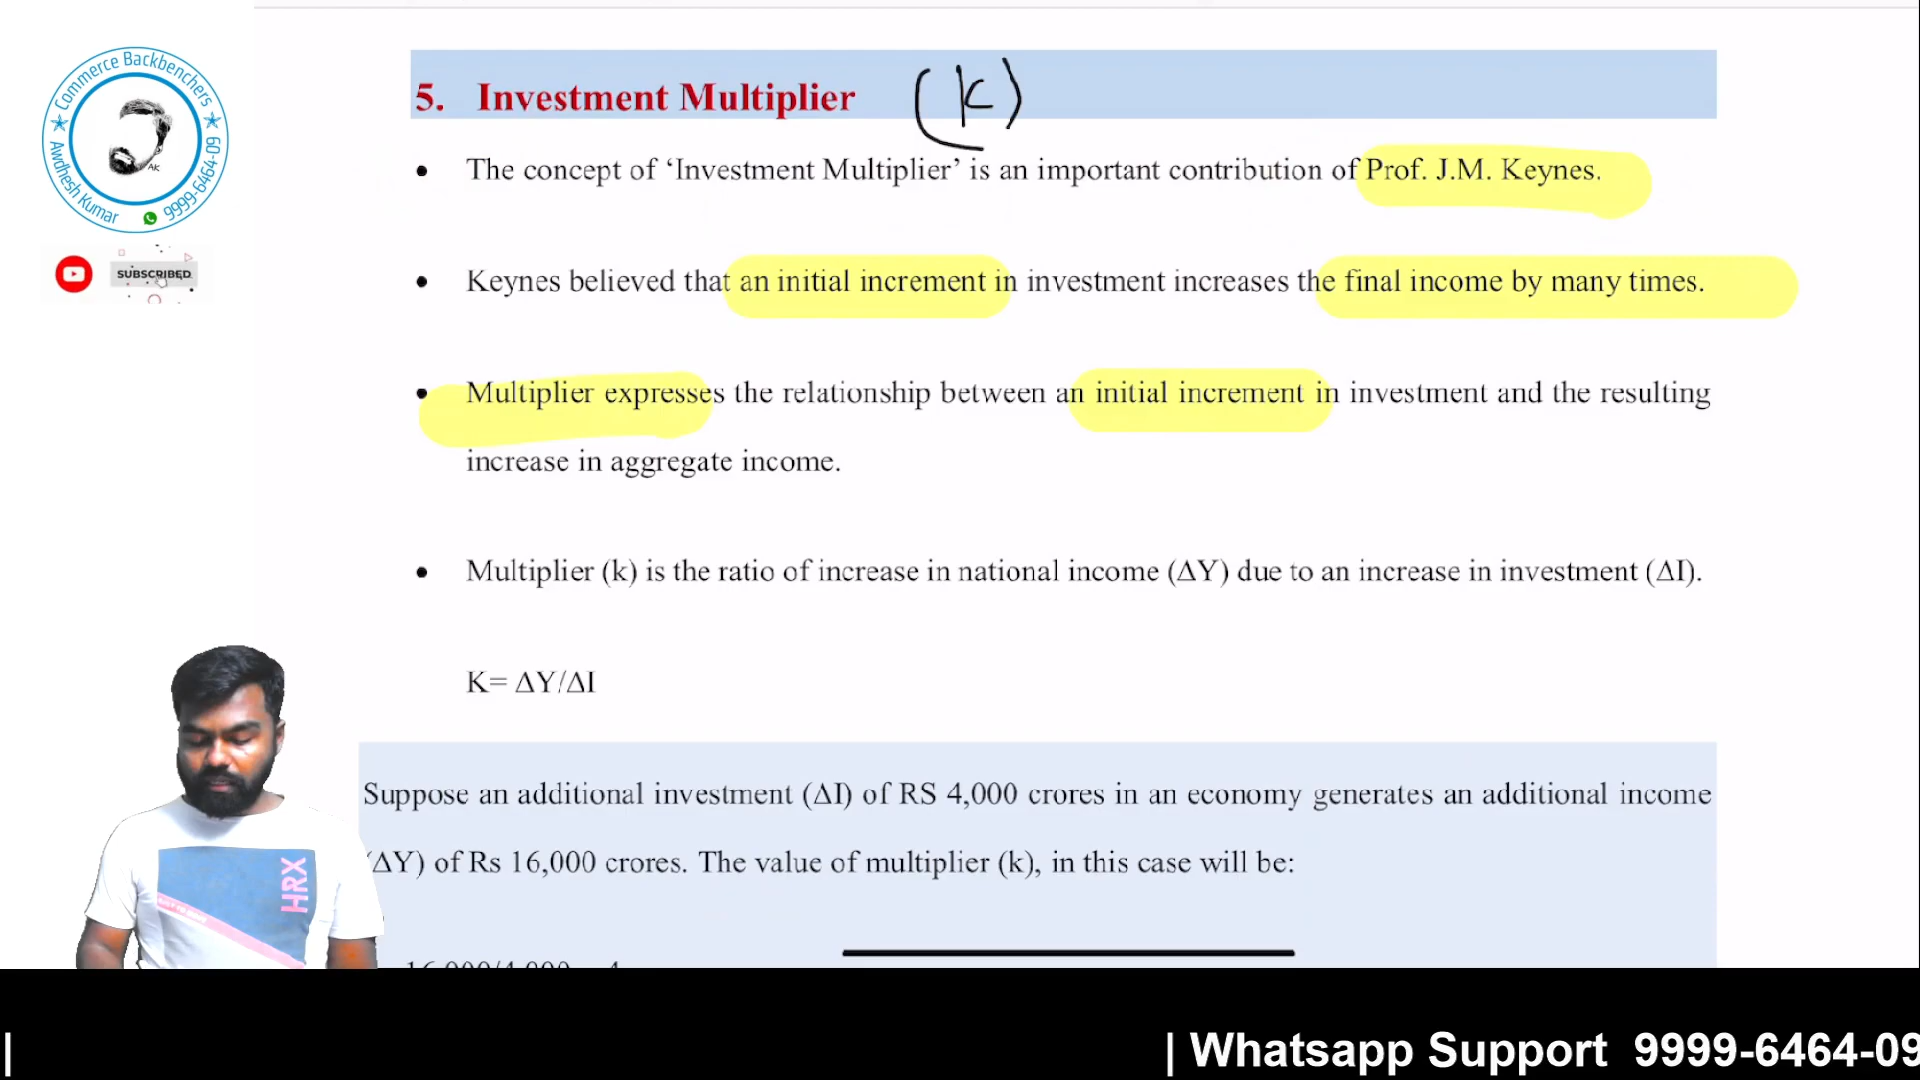 Commerce Backbenchers
Awdhesh Kumar
9999-6464-09
AK
SUBSCRIBED
5. Investment Multiplier (K)
• The concept of ‘Investment Multiplier’ is an important contribution of Prof. J.M. Keynes.
• Keynes believed that an initial increment in investment increases the final income by many times.
• Multiplier expresses the relationship between an initial increment in investment and the resulting
increase in aggregate income.
• Multiplier (k) is the ratio of increase in national income (ΔY) due to an increase in investment (ΔI).
K= ΔY/ΔI
Suppose an additional investment (ΔI) of RS 4,000 crores in an economy generates an additional income
(ΔY) of Rs 16,000 crores. The value of multiplier (k), in this case will be:
HRX
| | Whatsapp Support 9999-6464-09